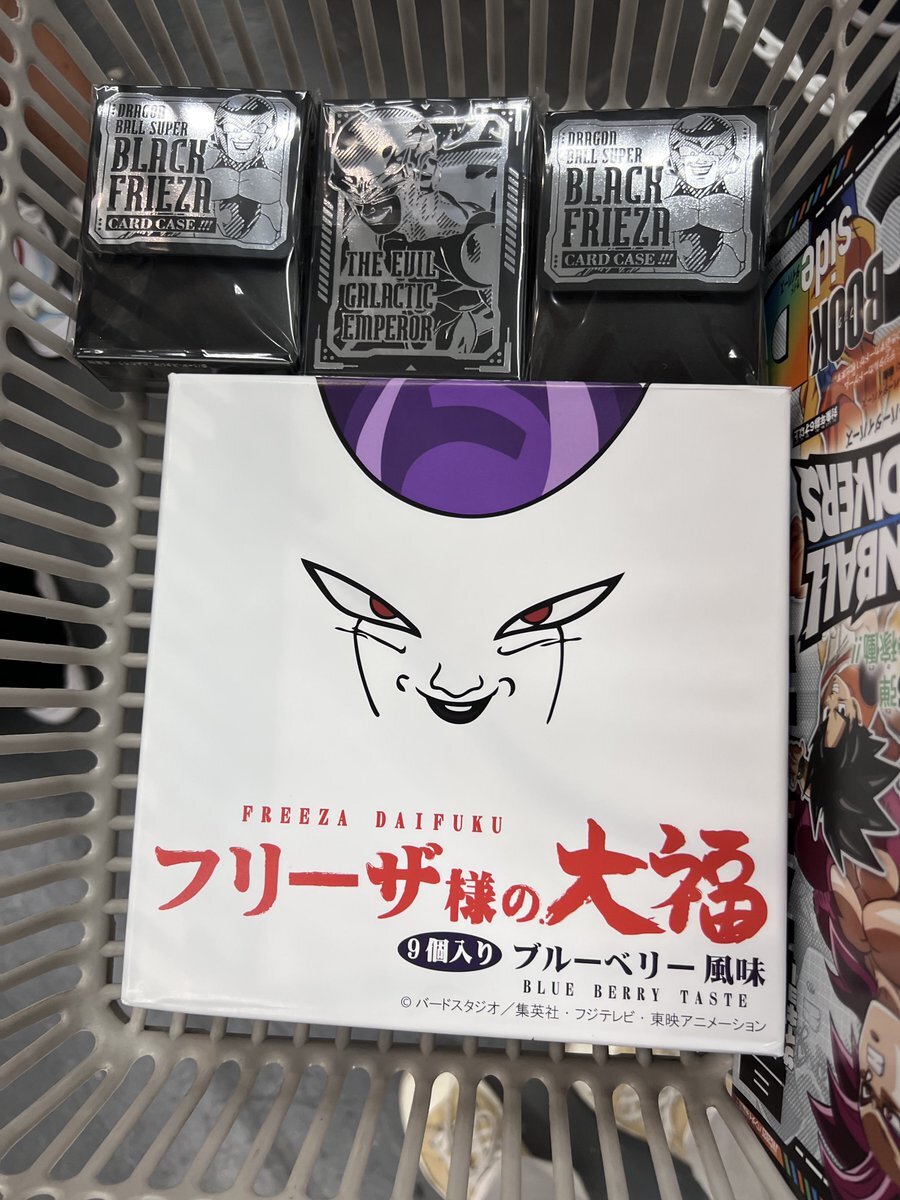 DRAGON
BALL SUPER
BLACK
FRIEZA
CARD CASE!!!
THE EVIL
GALACTIC
EMPEROR
DRAGON
BALL SUPER
BLACK
FRIEZA
CARD CASE!!!
FREEZA DAIFUKU
フリーザ様の大福
9個入り ブルーベリー風味
BLUE BERRY TASTE
©バードスタジオ／集英社・フジテレビ・東映アニメーション
side
BOOK
DIVERS